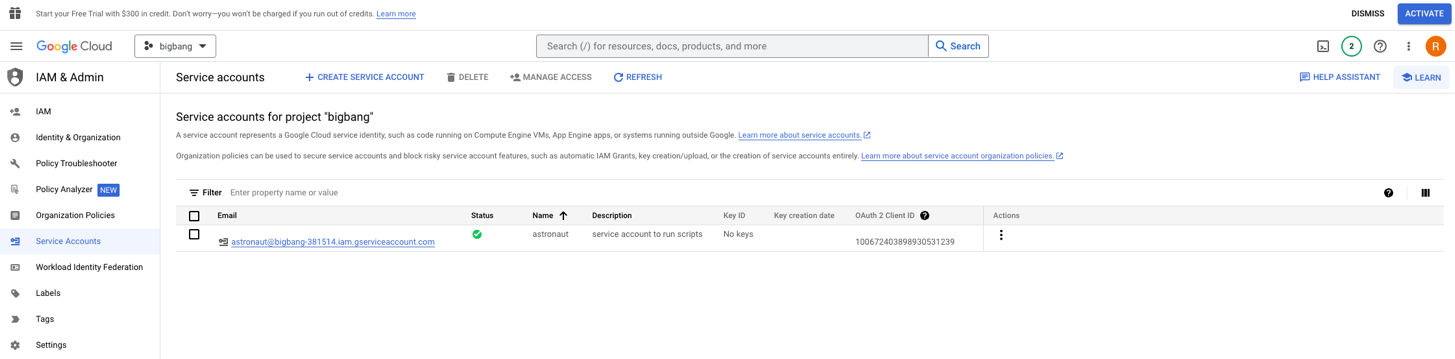 Start your Free Trial with $300 in credit. Don't worry—you won't be charged if you run out of credits. Learn more
DISMISS
ACTIVATE
Google Cloud
bigbang
Search (/) for resources, docs, products, and more
Search
2
R
IAM & Admin
Service accounts
CREATE SERVICE ACCOUNT
DELETE
MANAGE ACCESS
REFRESH
HELP ASSISTANT
LEARN
IAM
Identity & Organization
Policy Troubleshooter
Policy Analyzer NEW
Organization Policies
Service Accounts
Workload Identity Federation
Labels
Tags
Settings
Service accounts for project "bigbang"
A service account represents a Google Cloud service identity, such as code running on Compute Engine VMs, App Engine apps, or systems running outside Google. Learn more about service accounts.
Organization policies can be used to secure service accounts and block risky service account features, such as automatic IAM Grants, key creation/upload, or the creation of service accounts entirely. Learn more about service account organization policies.
Filter Enter property name or value
Email Status Name Description Key ID Key creation date OAuth 2 Client ID Actions
astronaut@bigbang-381514.iam.gserviceaccount.com astronaut service account to run scripts No keys 100672403898930531239